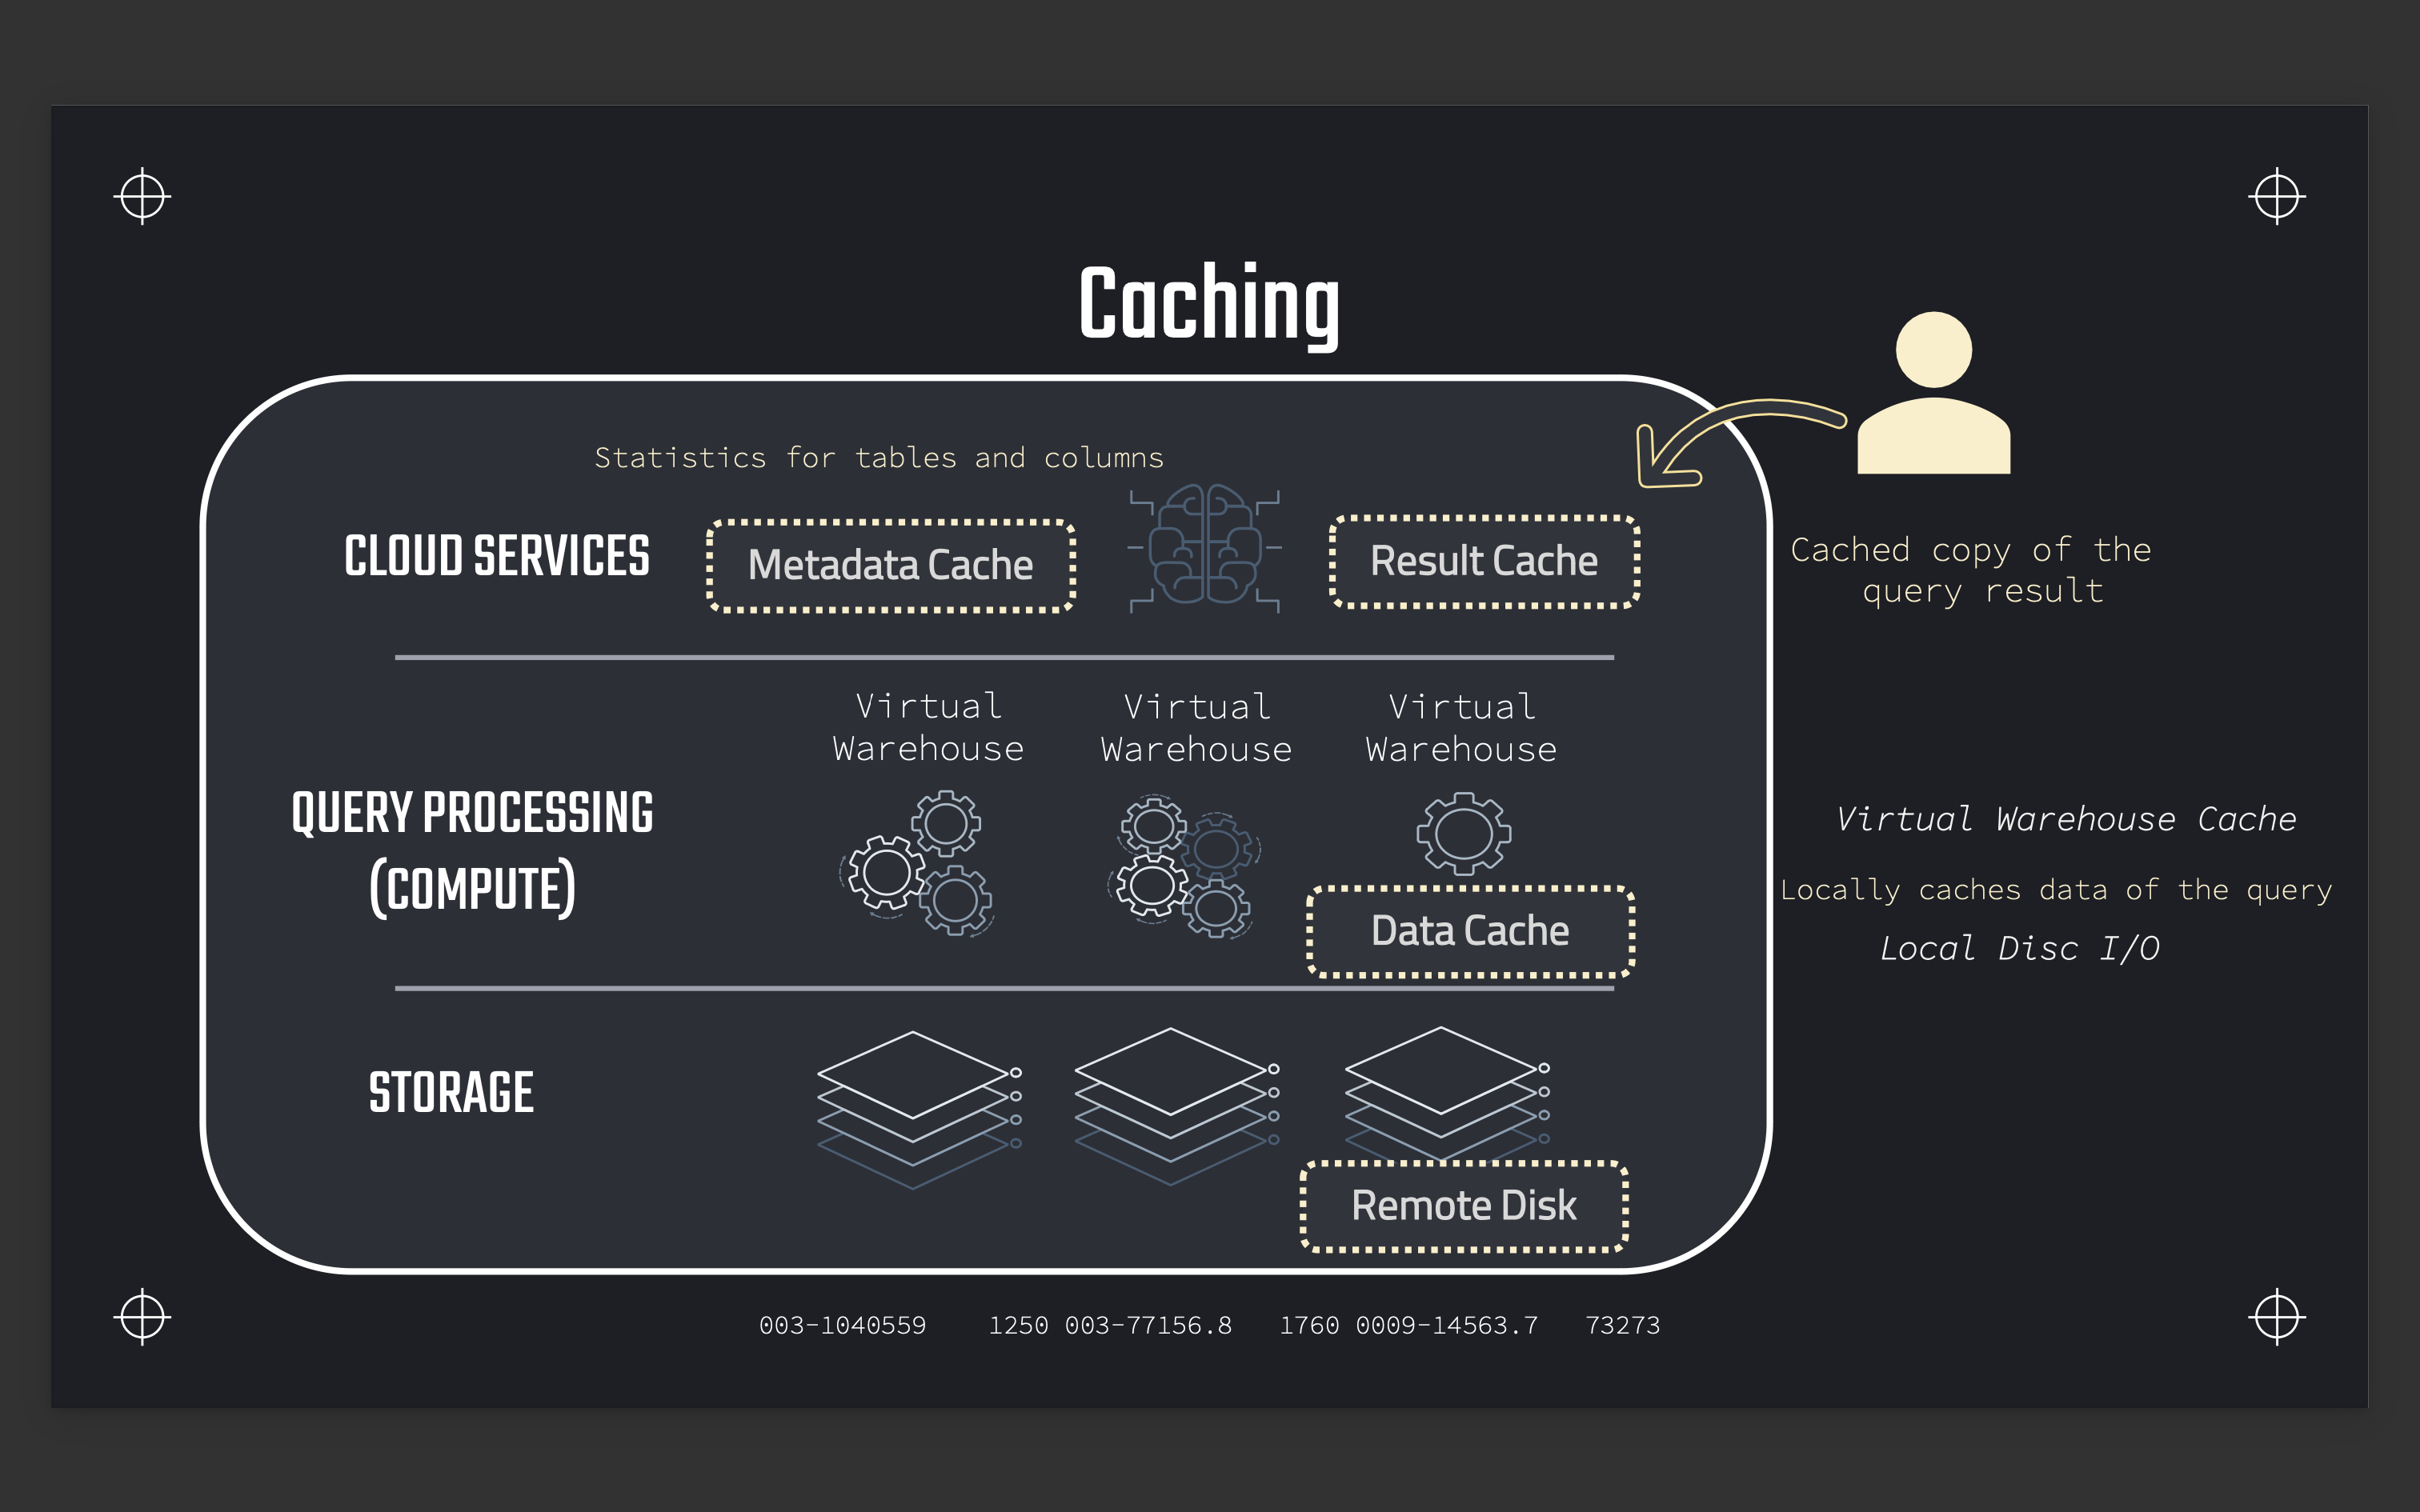 Caching
Statistics for tables and columns
CLOUD SERVICES
Metadata Cache
Result Cache
Cached copy of the
query result
Virtual
Warehouse
Virtual
Warehouse
Virtual
Warehouse
QUERY PROCESSING
(COMPUTE)
Data Cache
Virtual Warehouse Cache
Locally caches data of the query
Local Disc I/O
STORAGE
Remote Disk
003-1040559 1250 003-77156.8 1760 0009-14563.7 73273